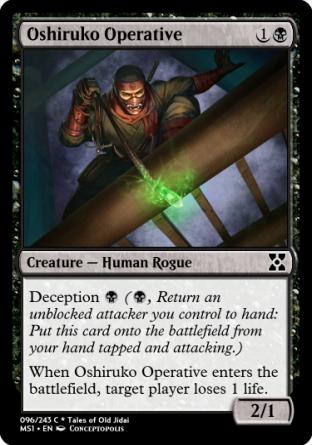 Oshiruko Operative 1
Creature — Human Rogue
Deception (, Return an
unblocked attacker you control to hand:
Put this card onto the battlefield from
your hand tapped and attacking.)
When Oshiruko Operative enters the
battlefield, target player loses 1 life.
2/1
096/243 C * Tales of Old Jidai
MS1 • EN Conceptopolis